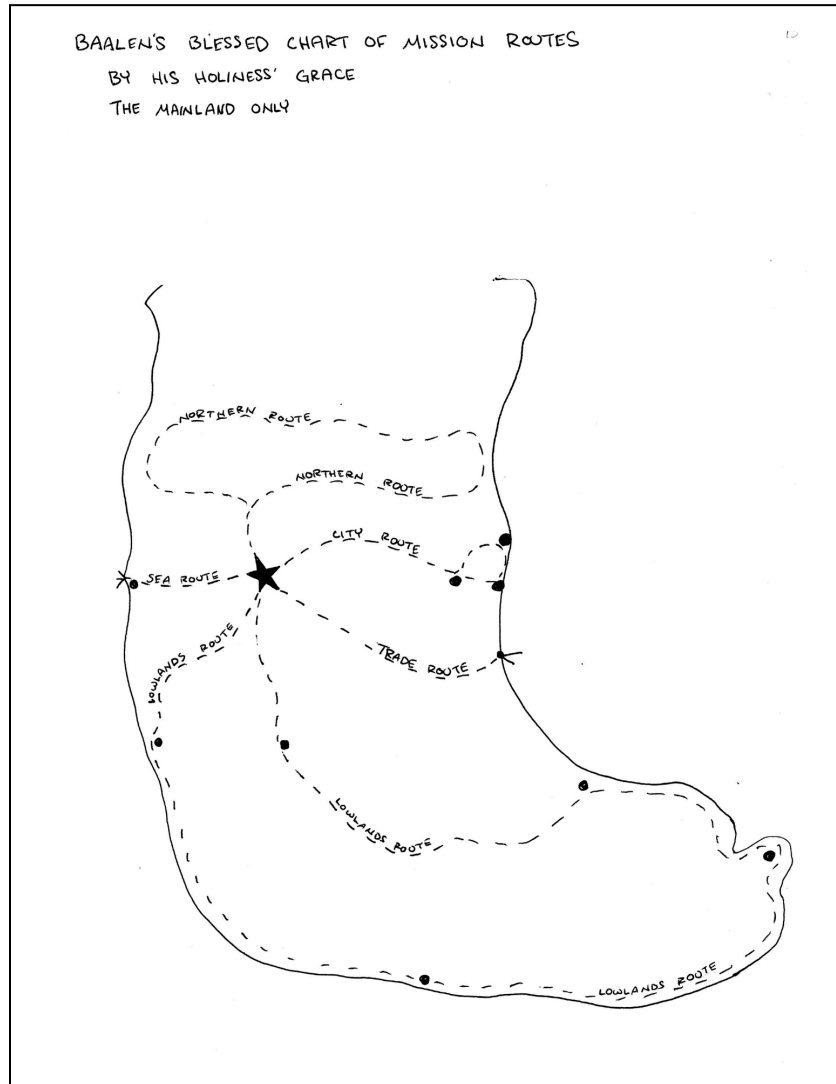 BAALEN'S BLESSED CHART OF MISSION ROUTES
BY HIS HOLINESS' GRACE
THE MAINLAND ONLY
NORTHERN ROUTE
NORTHERN ROUTE
CITY ROUTE
SEA ROUTE
LOWLANDS ROUTE
TRADE ROUTE
LOWLANDS ROUTE
LOWLANDS ROUTE